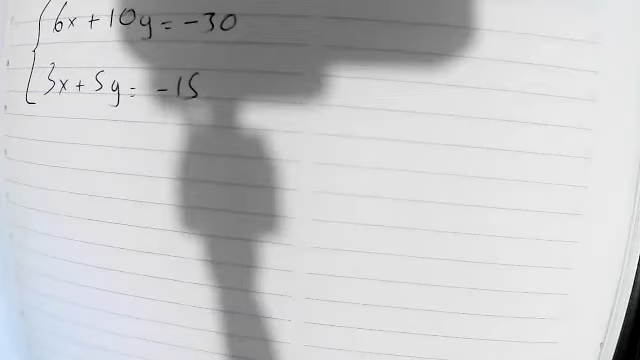 6x + 10y = -30
3x + 5y = -15